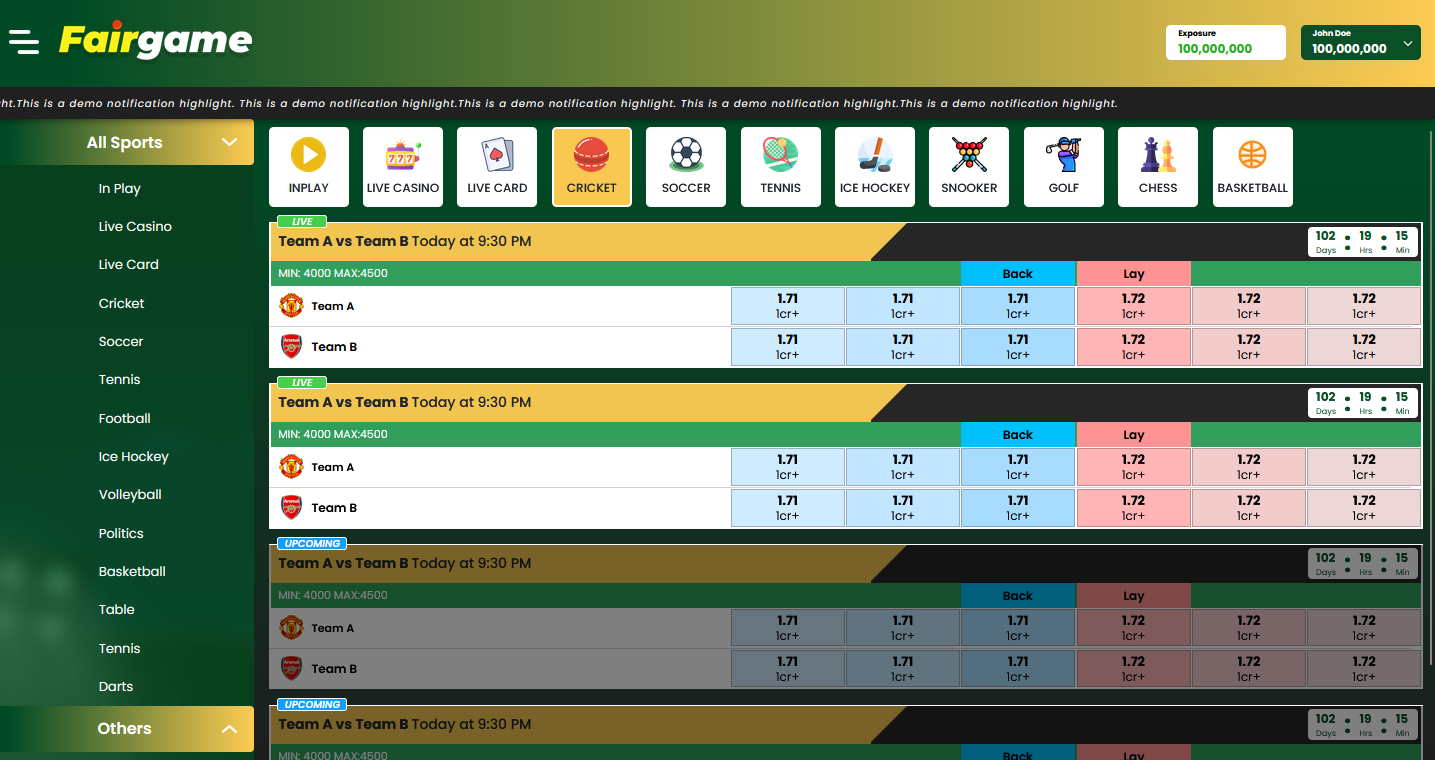 Fairgame
Exposure
100,000,000
John Doe
100,000,000
ht.This is a demo notification highlight. This is a demo notification highlight.This is a demo notification highlight. This is a demo notification highlight.This is a demo notification highlight.
All Sports
In Play
Live Casino
Live Card
Cricket
Soccer
Tennis
Football
Ice Hockey
Volleyball
Politics
Basketball
Table
Tennis
Darts
Others
INPLAY
777
LIVE CASINO
LIVE CARD
CRICKET
SOCCER
TENNIS
ICE HOCKEY
SNOOKER
GOLF
CHESS
BASKETBALL
LIVE
Team A vs Team B Today at 9:30 PM
102 : 19 : 15
Days Hrs Min
MIN: 4000 MAX:4500 Back Lay
Team A 1.71 1.71 1.71 1.72 1.72 1.72
1cr+ 1cr+ 1cr+ 1cr+ 1cr+ 1cr+
Team B 1.71 1.71 1.71 1.72 1.72 1.72
1cr+ 1cr+ 1cr+ 1cr+ 1cr+ 1cr+
LIVE
Team A vs Team B Today at 9:30 PM
102 : 19 : 15
Days Hrs Min
MIN: 4000 MAX:4500 Back Lay
Team A 1.71 1.71 1.71 1.72 1.72 1.72
1cr+ 1cr+ 1cr+ 1cr+ 1cr+ 1cr+
Team B 1.71 1.71 1.71 1.72 1.72 1.72
1cr+ 1cr+ 1cr+ 1cr+ 1cr+ 1cr+
UPCOMING
Team A vs Team B Today at 9:30 PM
102 : 19 : 15
Days Hrs Min
MIN: 4000 MAX:4500 Back Lay
Team A 1.71 1.71 1.71 1.72 1.72 1.72
1cr+ 1cr+ 1cr+ 1cr+ 1cr+ 1cr+
Team B 1.71 1.71 1.71 1.72 1.72 1.72
1cr+ 1cr+ 1cr+ 1cr+ 1cr+ 1cr+
UPCOMING
Team A vs Team B Today at 9:30 PM
102 : 19 : 15
Days Hrs Min
MIN: 4000 MAX:4500 Back Lay